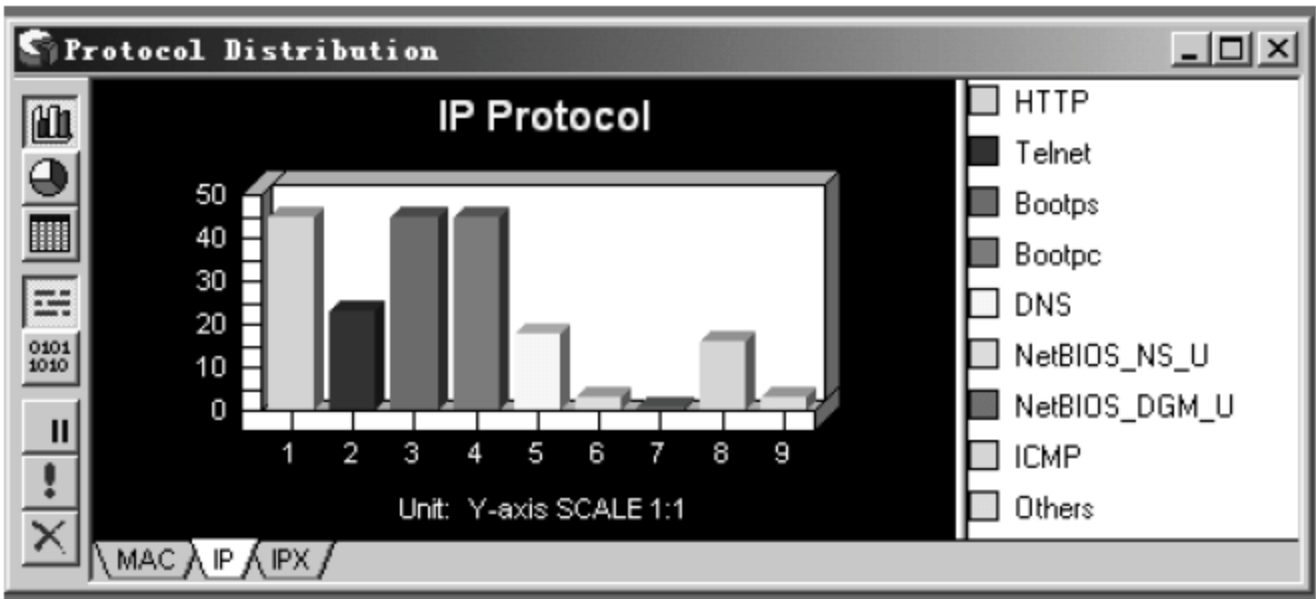 Protocol Distribution
IP Protocol
50
40
30
20
10
0
1 2 3 4 5 6 7 8 9
Unit: Y-axis SCALE 1:1
HTTP
Telnet
Bootps
Bootpc
DNS
NetBIOS_NS_U
NetBIOS_DGM_U
ICMP
Others
0101
1010
MAC IP IPX